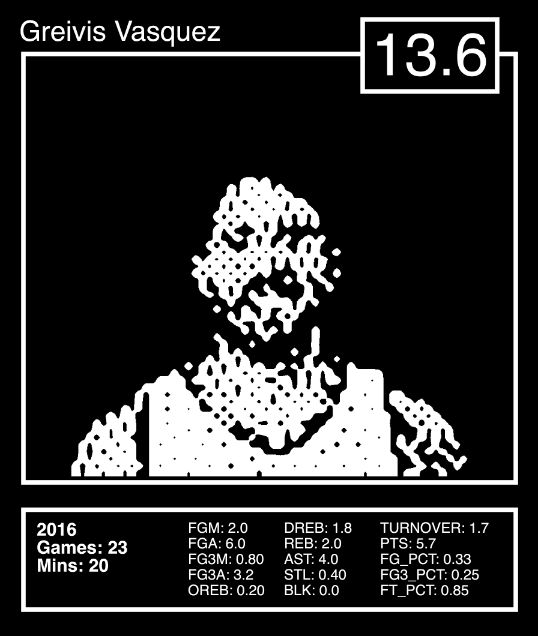 Greivis Vasquez
13.6
2016
Games: 23
Mins: 20
FGM: 2.0
FGA: 6.0
FG3M: 0.80
FG3A: 3.2
OREB: 0.20
DREB: 1.8
REB: 2.0
AST: 4.0
STL: 0.40
BLK: 0.0
TURNOVER: 1.7
PTS: 5.7
FG_PCT: 0.33
FG3_PCT: 0.25
FT_PCT: 0.85